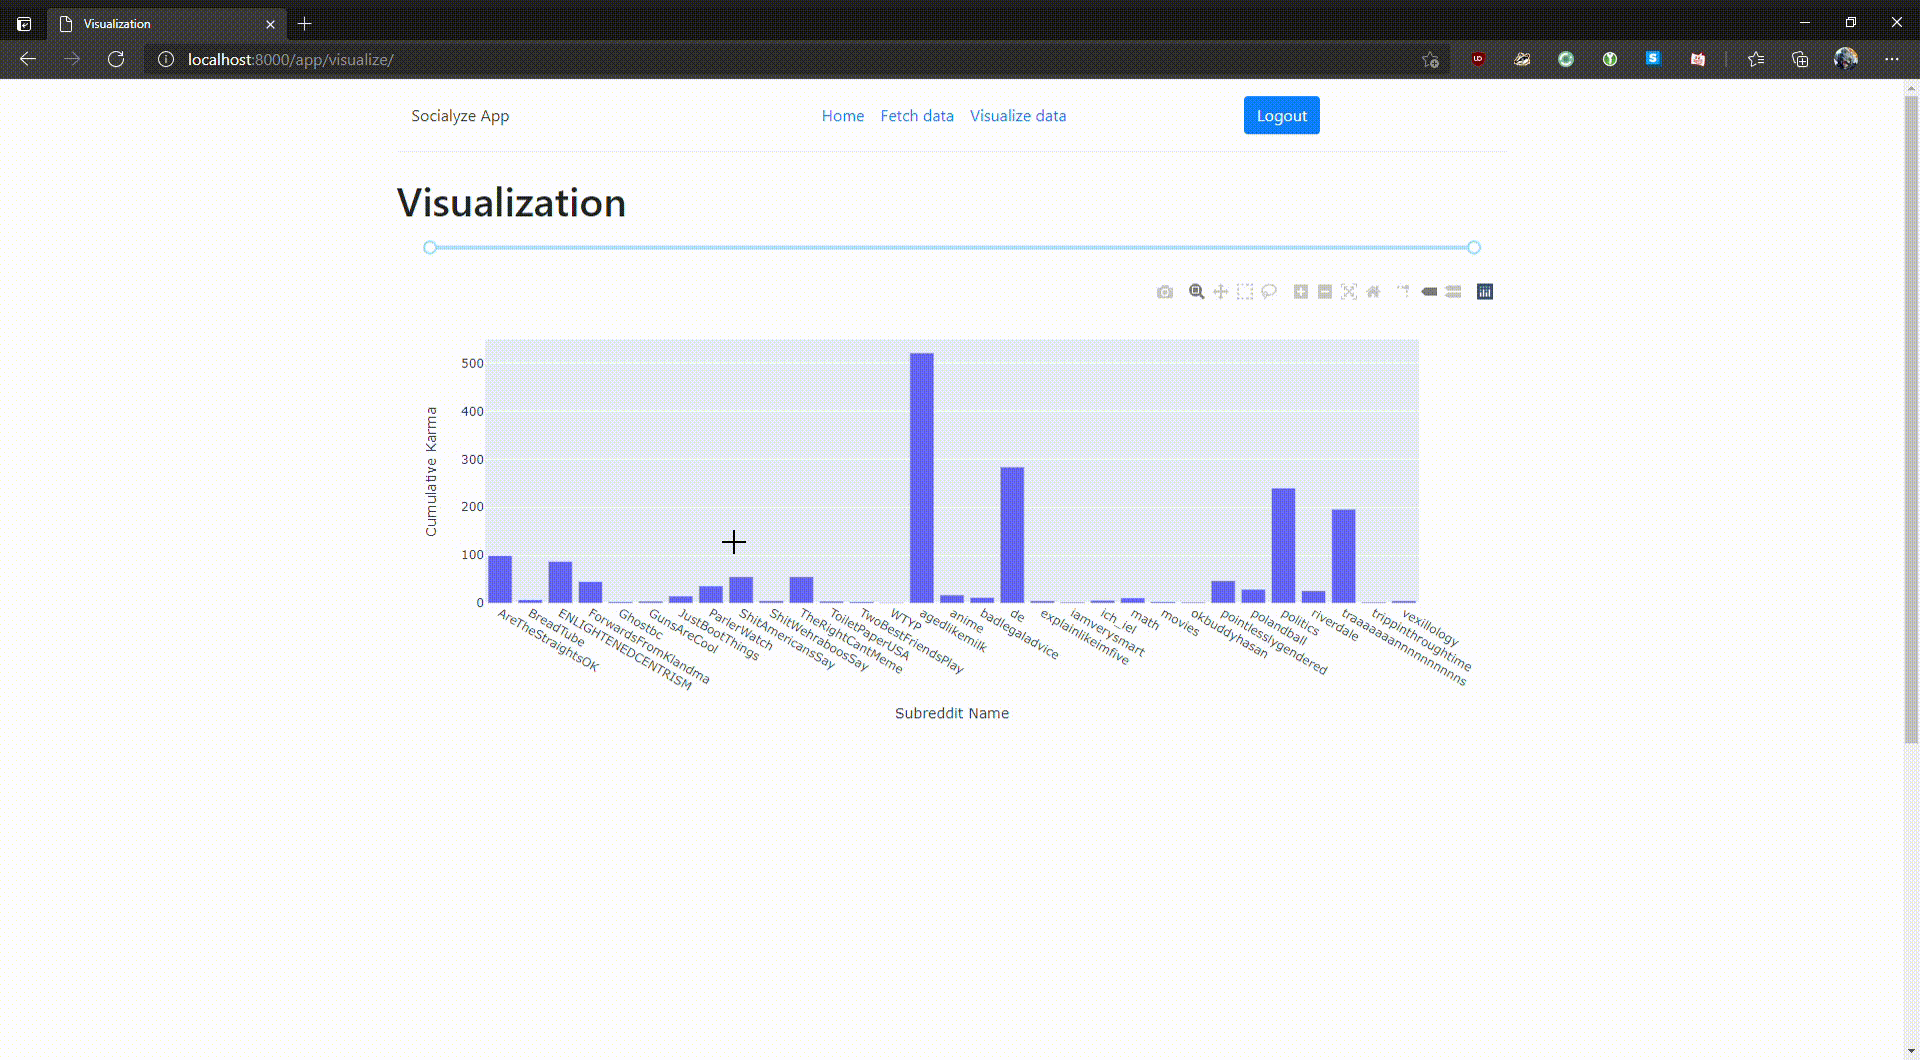 Visualization
localhost:8000/app/visualize/
Socialyze App
Home
Fetch data
Visualize data
Logout
Visualization
Cumulative Karma
500
400
300
200
100
0
AreTheStraightsOK
BreadTube
ENLIGHTENEDCENTRISM
ForwardsFromKlandma
Ghostbc
GunsAreCool
JustBootThings
ParlerWatch
ShitAmericansSay
ShitWehraboosSay
TheRightCantMeme
ToiletPaperUSA
TwoBestFriendsPlay
WTYP
agedlikemilk
anime
badlegaladvice
de
explainlikeimfive
iamverysmart
ich_iel
math
movies
okbuddyhasan
pointlesslygendered
polandball
politics
riverdale
traaaaaaannnnnnnnnns
trippinthroughtime
vexillology
Subreddit Name